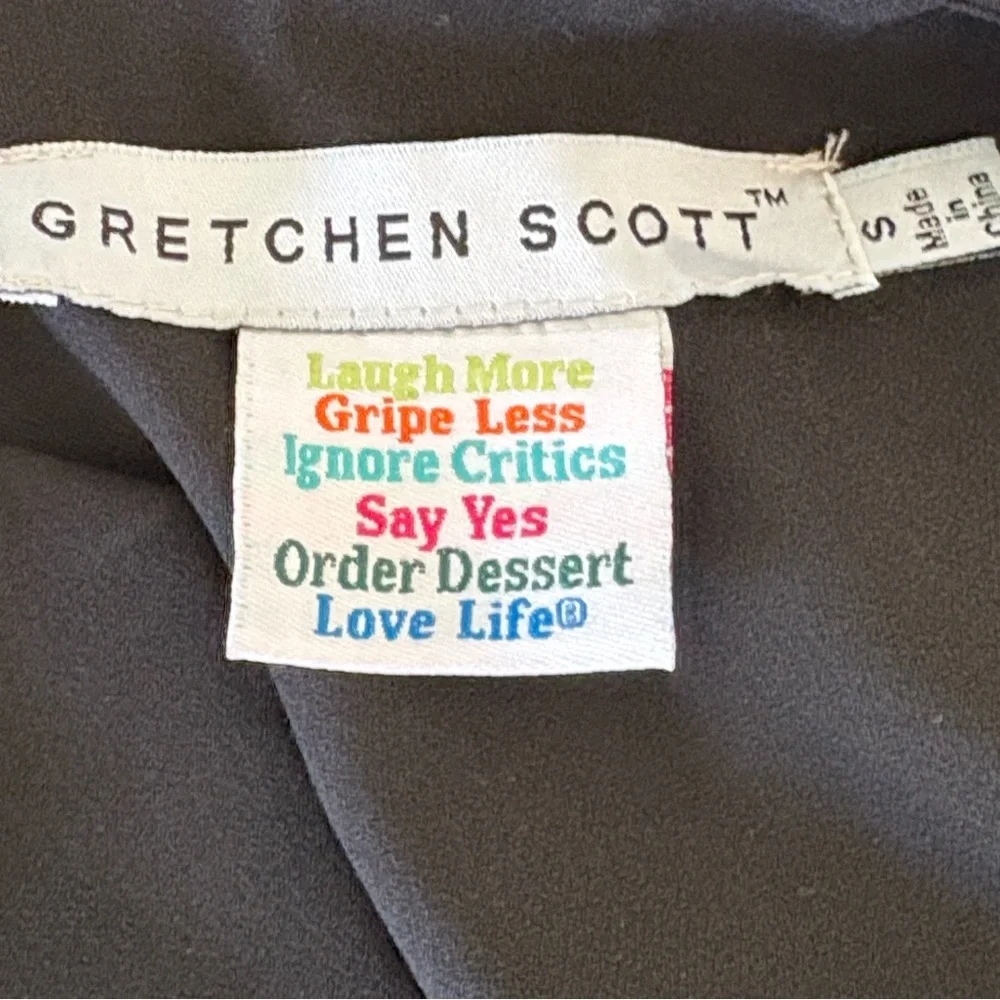 GRETCHEN SCOTT™
S
Made
in
China
Laugh More
Gripe Less
Ignore Critics
Say Yes
Order Dessert
Love Life®